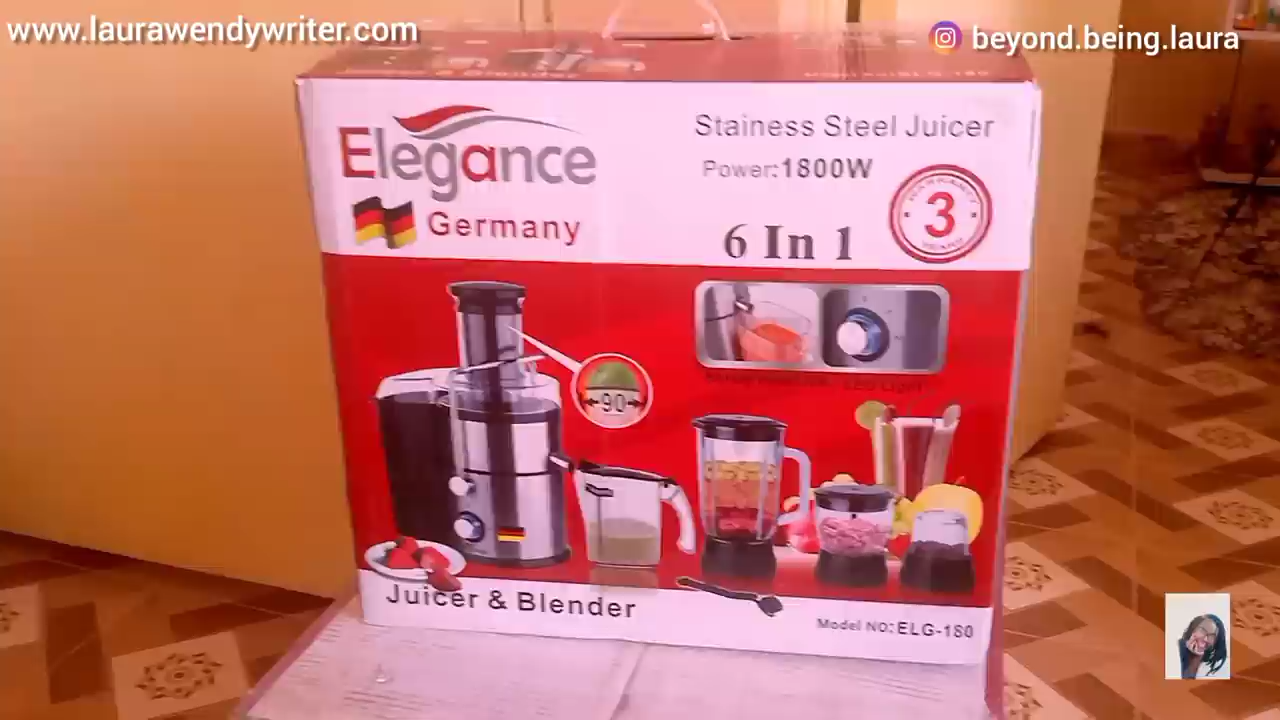 www.laurawendywriter.com
beyond.being.laura
Elegance
Germany
Stainess Steel Juicer
Power:1800W
6 In 1
3
-90-
Juicer & Blender
Model NO:ELG-180